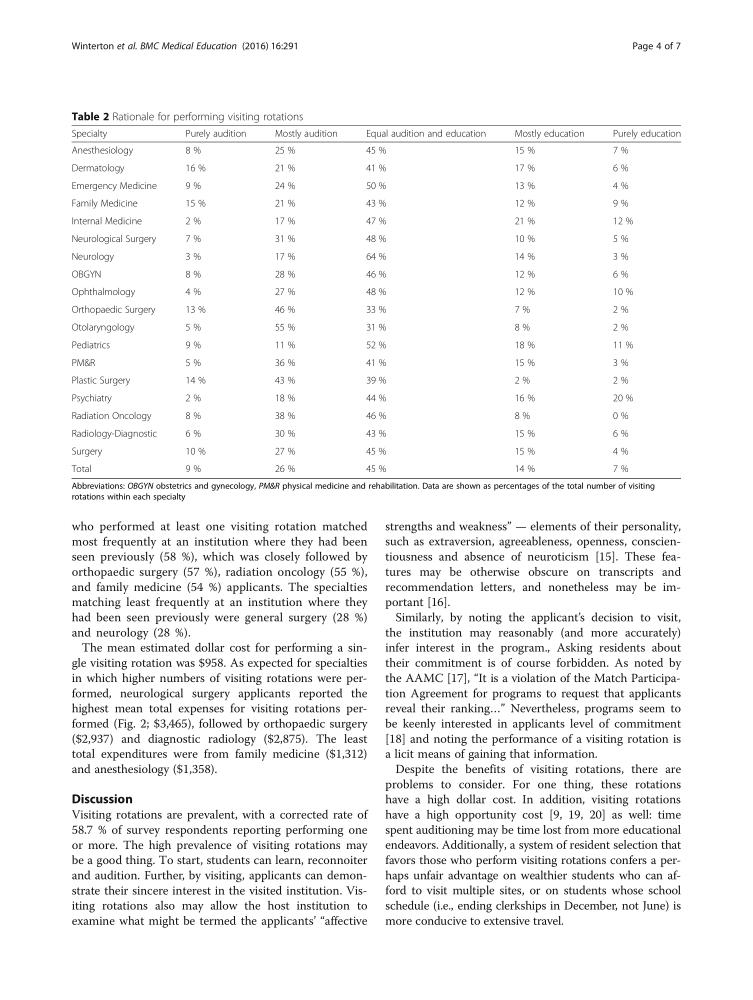 Winterton et al. BMC Medical Education (2016) 16:291
Page 4 of 7
Table 2 Rationale for performing visiting rotations
Specialty Purely audition Mostly audition Equal audition and education Mostly education Purely education
Anesthesiology 8 % 25 % 45 % 15 % 7 %
Dermatology 16 % 21 % 41 % 17 % 6 %
Emergency Medicine 9 % 24 % 50 % 13 % 4 %
Family Medicine 15 % 21 % 43 % 12 % 9 %
Internal Medicine 2 % 17 % 47 % 21 % 12 %
Neurological Surgery 7 % 31 % 48 % 10 % 5 %
Neurology 3 % 17 % 64 % 14 % 3 %
OBGYN 8 % 28 % 46 % 12 % 6 %
Ophthalmology 4 % 27 % 48 % 12 % 10 %
Orthopaedic Surgery 13 % 46 % 33 % 7 % 2 %
Otolaryngology 5 % 55 % 31 % 8 % 2 %
Pediatrics 9 % 11 % 52 % 18 % 11 %
PM&R 5 % 36 % 41 % 15 % 3 %
Plastic Surgery 14 % 43 % 39 % 2 % 2 %
Psychiatry 2 % 18 % 44 % 16 % 20 %
Radiation Oncology 8 % 38 % 46 % 8 % 0 %
Radiology-Diagnostic 6 % 30 % 43 % 15 % 6 %
Surgery 10 % 27 % 45 % 15 % 4 %
Total 9 % 26 % 45 % 14 % 7 %
Abbreviations: OBGYN obstetrics and gynecology, PM&R physical medicine and rehabilitation. Data are shown as percentages of the total number of visiting
rotations within each specialty
who performed at least one visiting rotation matched
most frequently at an institution where they had been
seen previously (58 %), which was closely followed by
orthopaedic surgery (57 %), radiation oncology (55 %),
and family medicine (54 %) applicants. The specialties
matching least frequently at an institution where they
had been seen previously were general surgery (28 %)
and neurology (28 %).
The mean estimated dollar cost for performing a sin-
gle visiting rotation was $958. As expected for specialties
in which higher numbers of visiting rotations were per-
formed, neurological surgery applicants reported the
highest mean total expenses for visiting rotations per-
formed (Fig. 2; $3,465), followed by orthopaedic surgery
($2,937) and diagnostic radiology ($2,875). The least
total expenditures were from family medicine ($1,312)
and anesthesiology ($1,358).
Discussion
Visiting rotations are prevalent, with a corrected rate of
58.7 % of survey respondents reporting performing one
or more. The high prevalence of visiting rotations may
be a good thing. To start, students can learn, reconnoiter
and audition. Further, by visiting, applicants can demon-
strate their sincere interest in the visited institution. Vis-
iting rotations also may allow the host institution to
examine what might be termed the applicants' "affective
strengths and weakness" — elements of their personality,
such as extraversion, agreeableness, openness, conscien-
tiousness and absence of neuroticism [15]. These fea-
tures may be otherwise obscure on transcripts and
recommendation letters, and nonetheless may be im-
portant [16].
Similarly, by noting the applicant's decision to visit,
the institution may reasonably (and more accurately)
infer interest in the program., Asking residents about
their commitment is of course forbidden. As noted by
the AAMC [17], "It is a violation of the Match Participa-
tion Agreement for programs to request that applicants
reveal their ranking…" Nevertheless, programs seem to
be keenly interested in applicants level of commitment
[18] and noting the performance of a visiting rotation is
a licit means of gaining that information.
Despite the benefits of visiting rotations, there are
problems to consider. For one thing, these rotations
have a high dollar cost. In addition, visiting rotations
have a high opportunity cost [9, 19, 20] as well: time
spent auditioning may be time lost from more educational
endeavors. Additionally, a system of resident selection that
favors those who perform visiting rotations confers a per-
haps unfair advantage on wealthier students who can af-
ford to visit multiple sites, or on students whose school
schedule (i.e., ending clerkships in December, not June) is
more conducive to extensive travel.